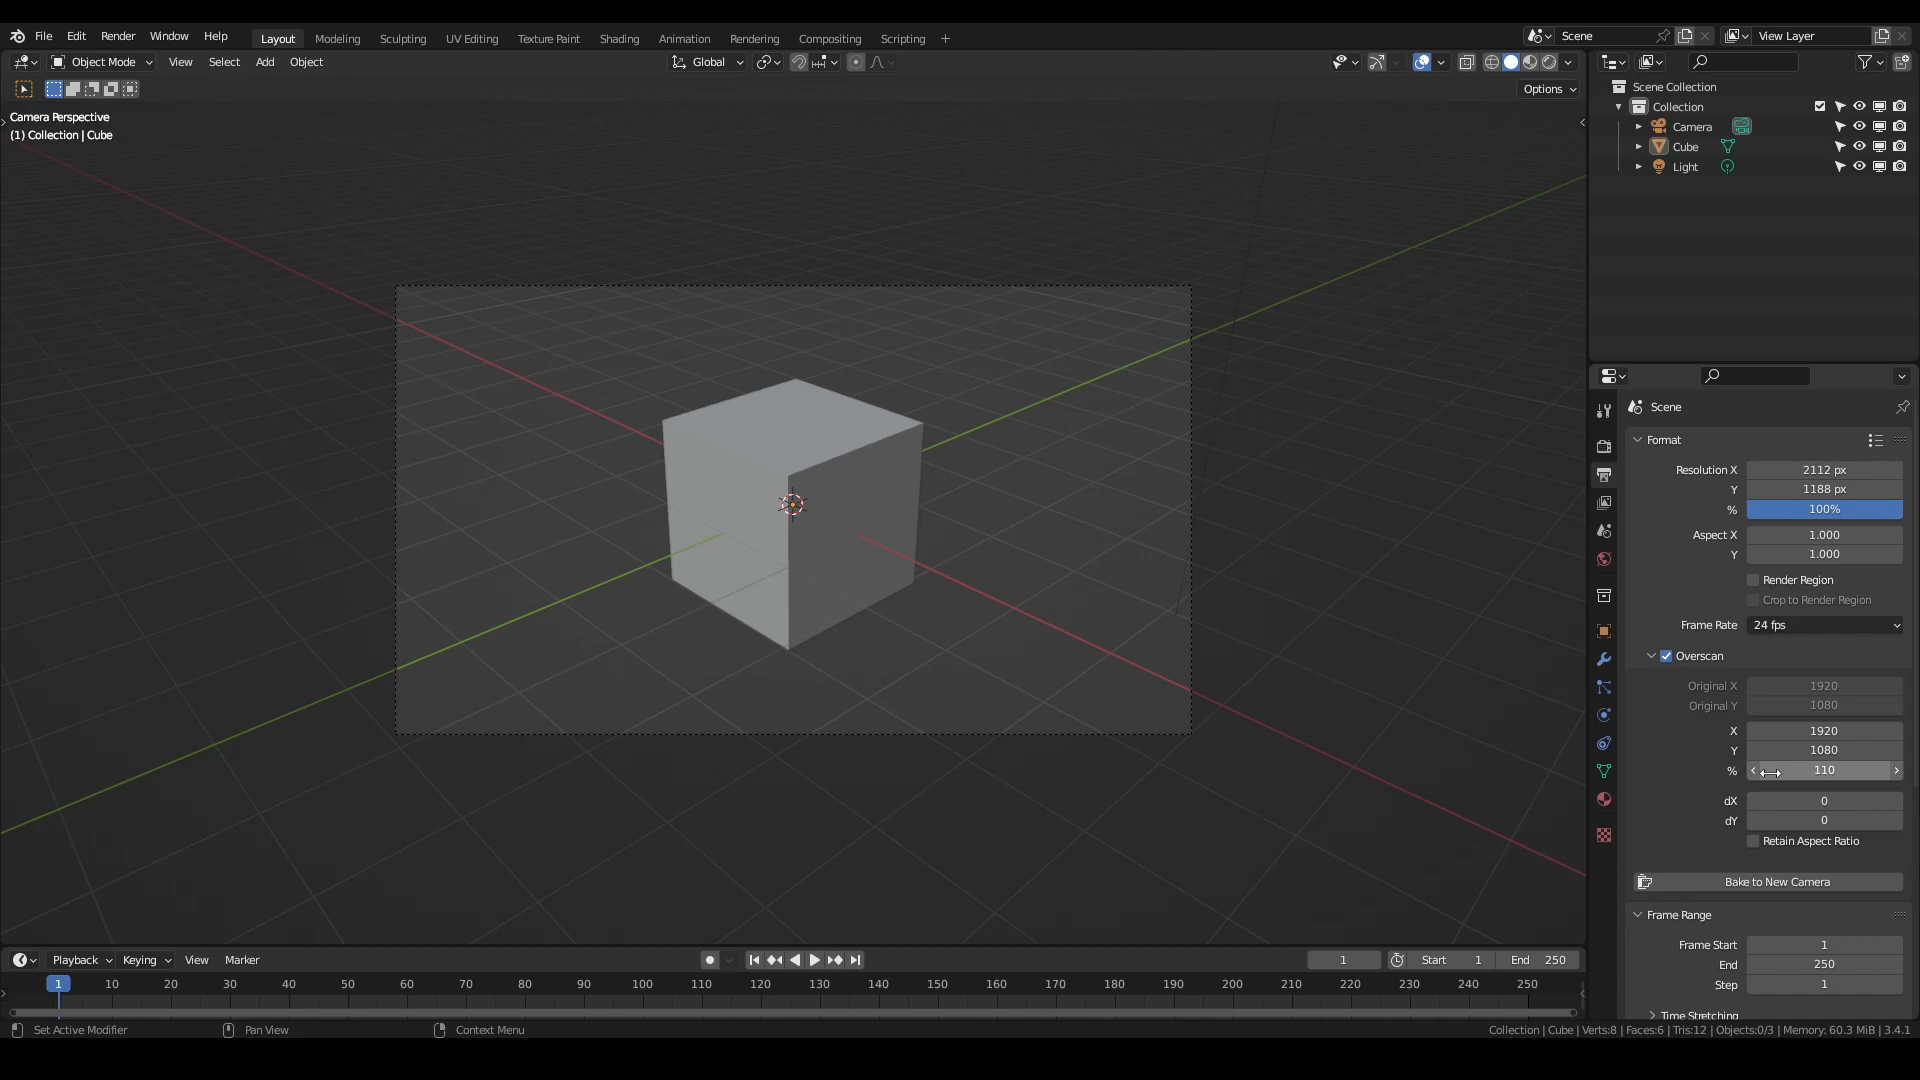 File Edit Render Window Help Layout Modeling Sculpting UV Editing Texture Paint Shading Animation Rendering Compositing Scripting + Scene View Layer
Object Mode View Select Add Object Global
Options
Camera Perspective
(1) Collection | Cube
Scene Collection
Collection
Camera
Cube
Light
Scene
Format
Resolution X 2112 px
Y 1188 px
% 100%
Aspect X 1.000
Y 1.000
Render Region
Crop to Render Region
Frame Rate 24 fps
Overscan
Original X 1920
Original Y 1080
X 1920
Y 1080
% 110
dX 0
dY 0
Retain Aspect Ratio
Bake to New Camera
Frame Range
Frame Start 1
End 250
Step 1
Time Stretching
Playback Keying View Marker 1 Start 1 End 250
1 10 20 30 40 50 60 70 80 90 100 110 120 130 140 150 160 170 180 190 200 210 220 230 240 250
Set Active Modifier Pan View Context Menu Collection | Cube | Verts:8 | Faces:6 | Tris:12 | Objects:0/3 | Memory: 60.3 MiB | 3.4.1